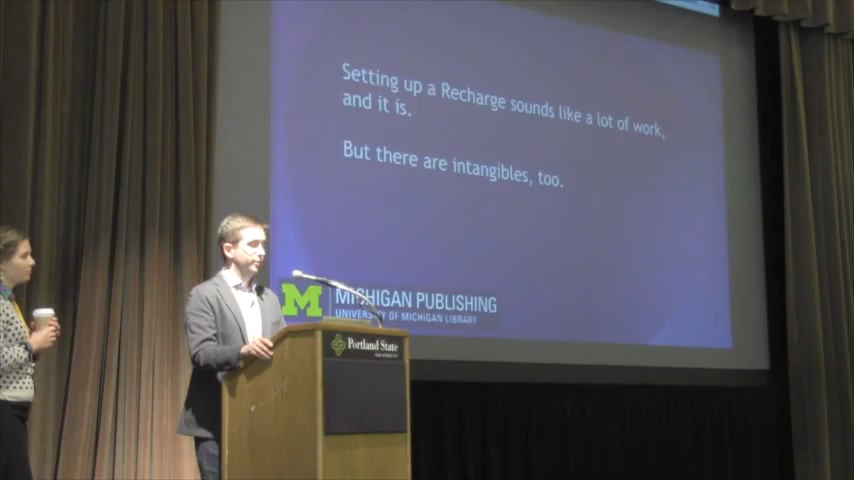 Setting up a Recharge sounds like a lot of work,
and it is.
But there are intangibles, too.
M
MICHIGAN PUBLISHING
UNIVERSITY OF MICHIGAN LIBRARY
Portland State
UNIVERSITY